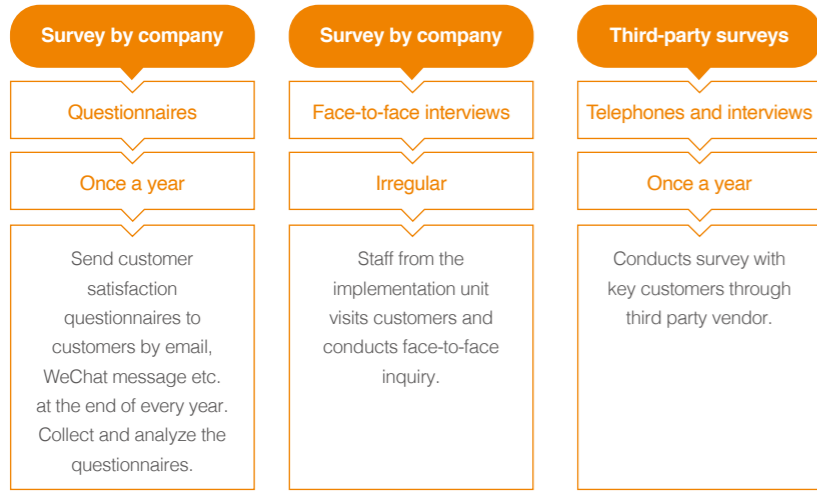 Survey by company
Questionnaires
Once a year
Send customer
satisfaction
questionnaires to
customers by email,
WeChat message etc.
at the end of every year.
Collect and analyze the
questionnaires.
Survey by company
Face-to-face interviews
Irregular
Staff from the
implementation unit
visits customers and
conducts face-to-face
inquiry.
Third-party surveys
Telephones and interviews
Once a year
Conducts survey with
key customers through
third party vendor.